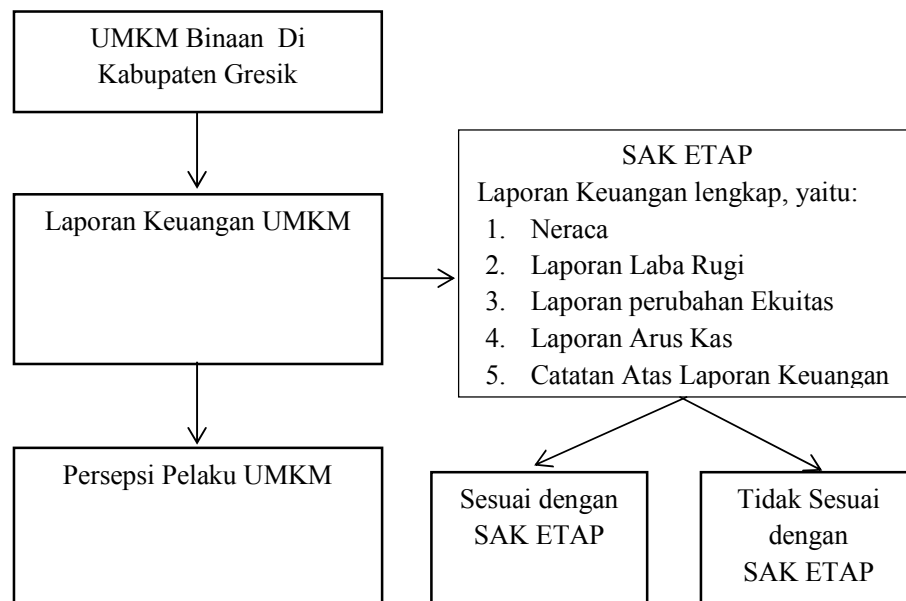 UMKM Binaan Di
Kabupaten Gresik
Laporan Keuangan UMKM
SAK ETAP
Laporan Keuangan lengkap, yaitu:
1. Neraca
2. Laporan Laba Rugi
3. Laporan perubahan Ekuitas
4. Laporan Arus Kas
5. Catatan Atas Laporan Keuangan
Persepsi Pelaku UMKM
Sesuai dengan
SAK ETAP
Tidak Sesuai
dengan
SAK ETAP